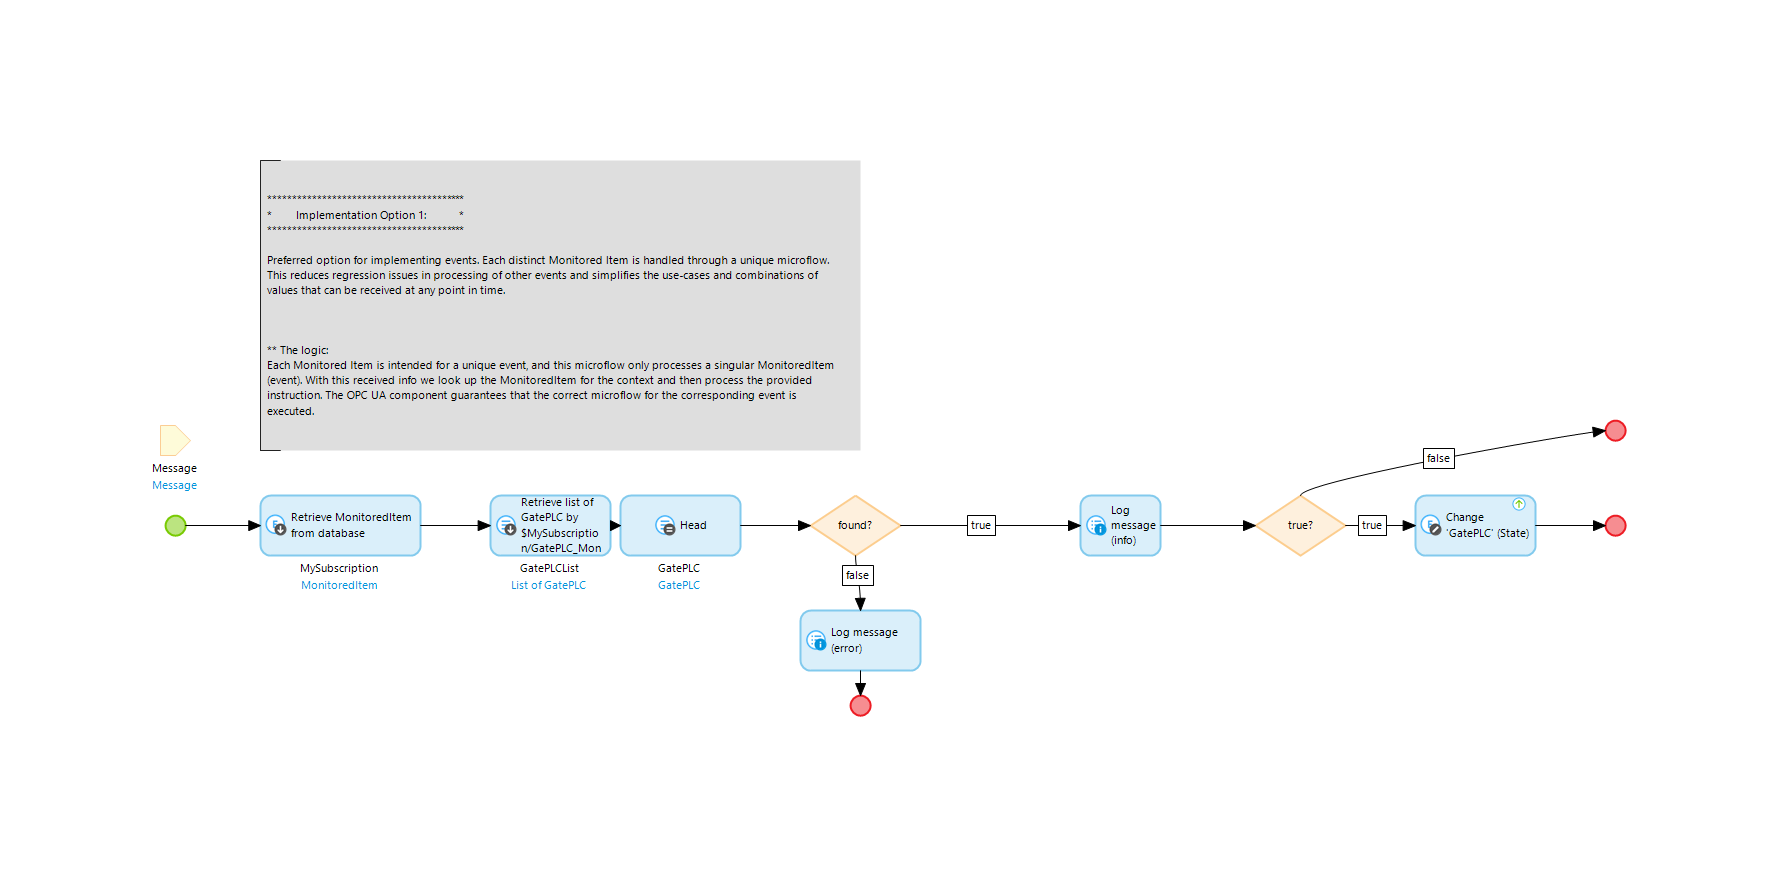 ****************************************
* Implementation Option 1: *
****************************************
Preferred option for implementing events. Each distinct Monitored Item is handled through a unique microflow.
This reduces regression issues in processing of other events and simplifies the use-cases and combinations of
values that can be received at any point in time.
** The logic:
Each Monitored Item is intended for a unique event, and this microflow only processes a singular MonitoredItem
(event). With this received info we look up the MonitoredItem for the context and then process the provided
instruction. The OPC UA component guarantees that the correct microflow for the corresponding event is
executed.
Message
Message
Retrieve MonitoredItem
from database
MySubscription
MonitoredItem
Retrieve list of
GatePLC by
$MySubscriptio
n/GatePLC_Mon
GatePLCList
List of GatePLC
Head
GatePLC
GatePLC
found?
false
Log message
(error)
true
Log
message
(info)
true?
false
true
Change
'GatePLC' (State)